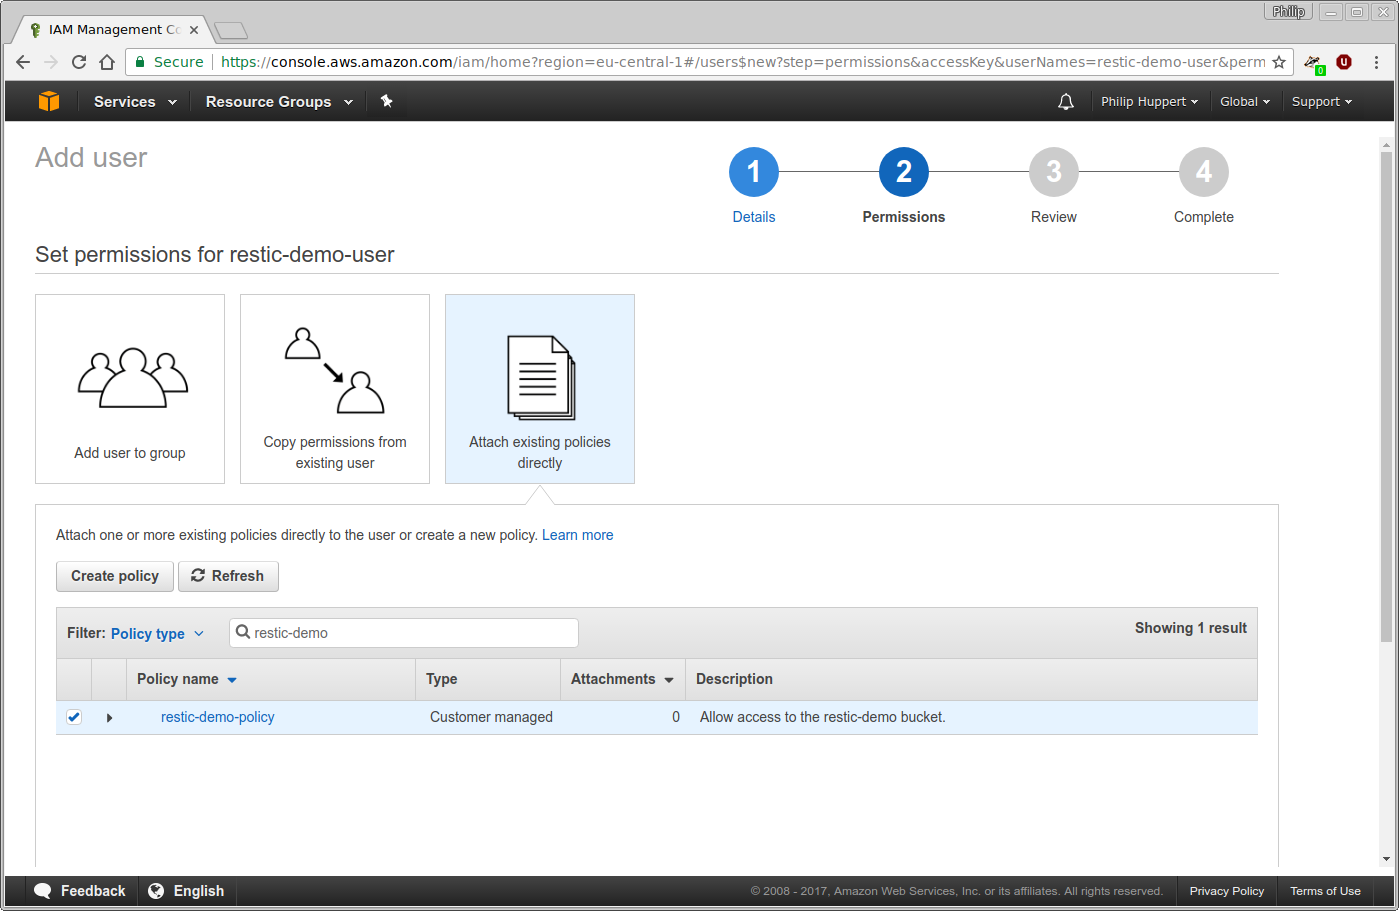 Philip
IAM Management Co
Secure https://console.aws.amazon.com/iam/home?region=eu-central-1#/users$new?step=permissions&accessKey&userNames=restic-demo-user&perm
0
Services Resource Groups Philip Huppert Global Support
Add user
1 2 3 4
Details Permissions Review Complete
Set permissions for restic-demo-user
Add user to group
Copy permissions from
existing user
Attach existing policies
directly
Attach one or more existing policies directly to the user or create a new policy. Learn more
Create policy Refresh
Filter: Policy type restic-demo Showing 1 result
Policy name Type Attachments Description
restic-demo-policy Customer managed 0 Allow access to the restic-demo bucket.
Feedback English © 2008 - 2017, Amazon Web Services, Inc. or its affiliates. All rights reserved. Privacy Policy Terms of Use